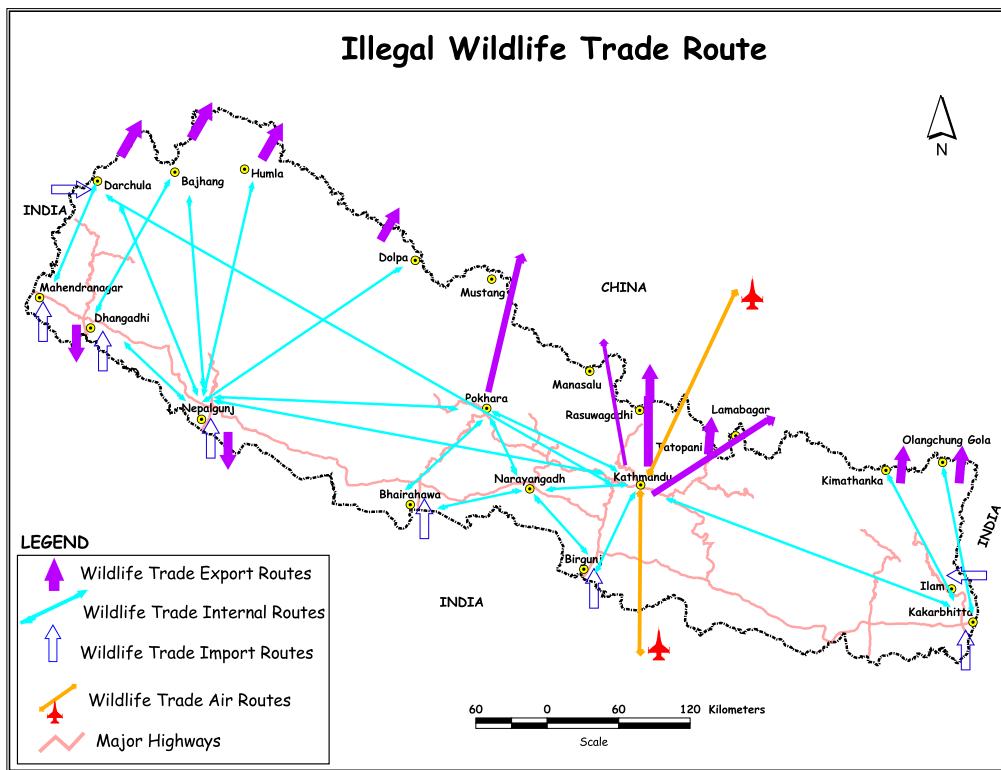 Illegal Wildlife Trade Route
N
Darchula
Bajhang
Humla
INDIA
Dolpa
Mustang
CHINA
Mahendranagar
Dhangadhi
Manasalu
Pokhara
Rasuwagadhi
Lamabagar
Nepalgunj
Tatopani
Olangchung Gola
Kathmandu
Kimathanka
Narayangadh
Bhairahawa
INDIA
Birgunj
Ilam
Kakarbhitta
INDIA
LEGEND
Wildlife Trade Export Routes
Wildlife Trade Internal Routes
Wildlife Trade Import Routes
Wildlife Trade Air Routes
Major Highways
60 0 60 120 Kilometers
Scale